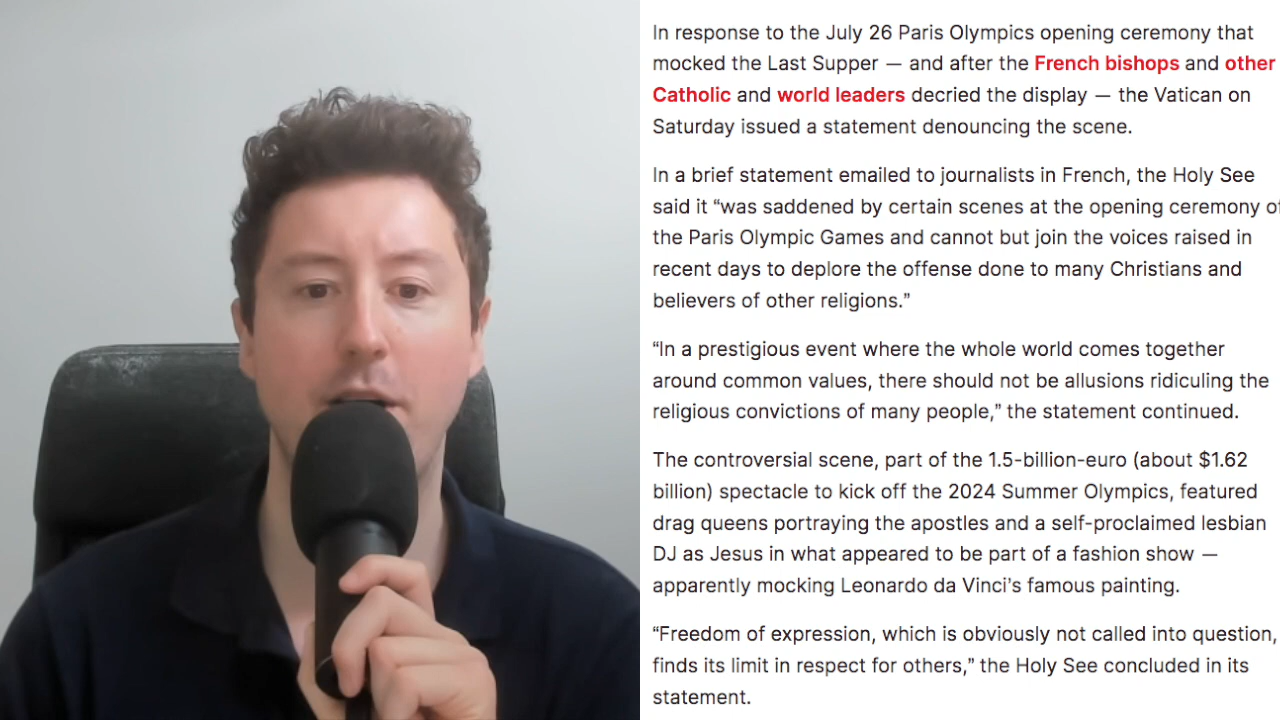 In response to the July 26 Paris Olympics opening ceremony that
mocked the Last Supper — and after the French bishops and other
Catholic and world leaders decried the display — the Vatican on
Saturday issued a statement denouncing the scene.
In a brief statement emailed to journalists in French, the Holy See
said it “was saddened by certain scenes at the opening ceremony of
the Paris Olympic Games and cannot but join the voices raised in
recent days to deplore the offense done to many Christians and
believers of other religions.”
“In a prestigious event where the whole world comes together
around common values, there should not be allusions ridiculing the
religious convictions of many people,” the statement continued.
The controversial scene, part of the 1.5-billion-euro (about $1.62
billion) spectacle to kick off the 2024 Summer Olympics, featured
drag queens portraying the apostles and a self-proclaimed lesbian
DJ as Jesus in what appeared to be part of a fashion show —
apparently mocking Leonardo da Vinci’s famous painting.
“Freedom of expression, which is obviously not called into question,
finds its limit in respect for others,” the Holy See concluded in its
statement.